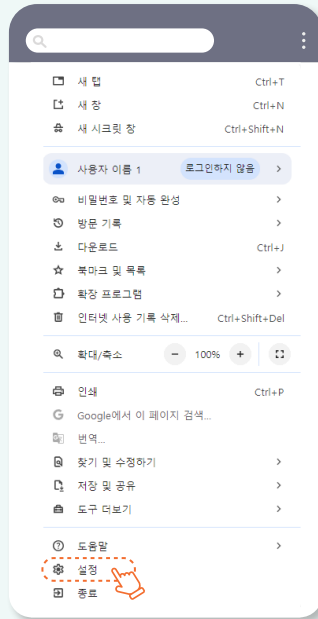 새 탭 Ctrl+T
새 창 Ctrl+N
새 시크릿 창 Ctrl+Shift+N
사용자 이름 1 로그인하지 않음
비밀번호 및 자동 완성
방문 기록
다운로드 Ctrl+J
북마크 및 목록
확장 프로그램
인터넷 사용 기록 삭제... Ctrl+Shift+Del
확대/축소 − 100% +
인쇄 Ctrl+P
Google에서 이 페이지 검색...
번역...
찾기 및 수정하기
저장 및 공유
도구 더보기
도움말
설정
종료